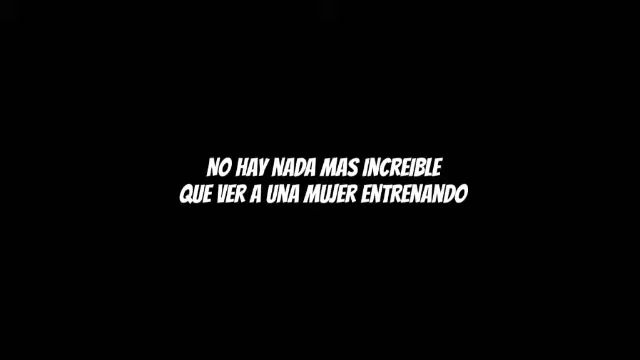 NO HAY NADA MAS INCREIBLE
QUE VER A UNA MUJER ENTRENANDO